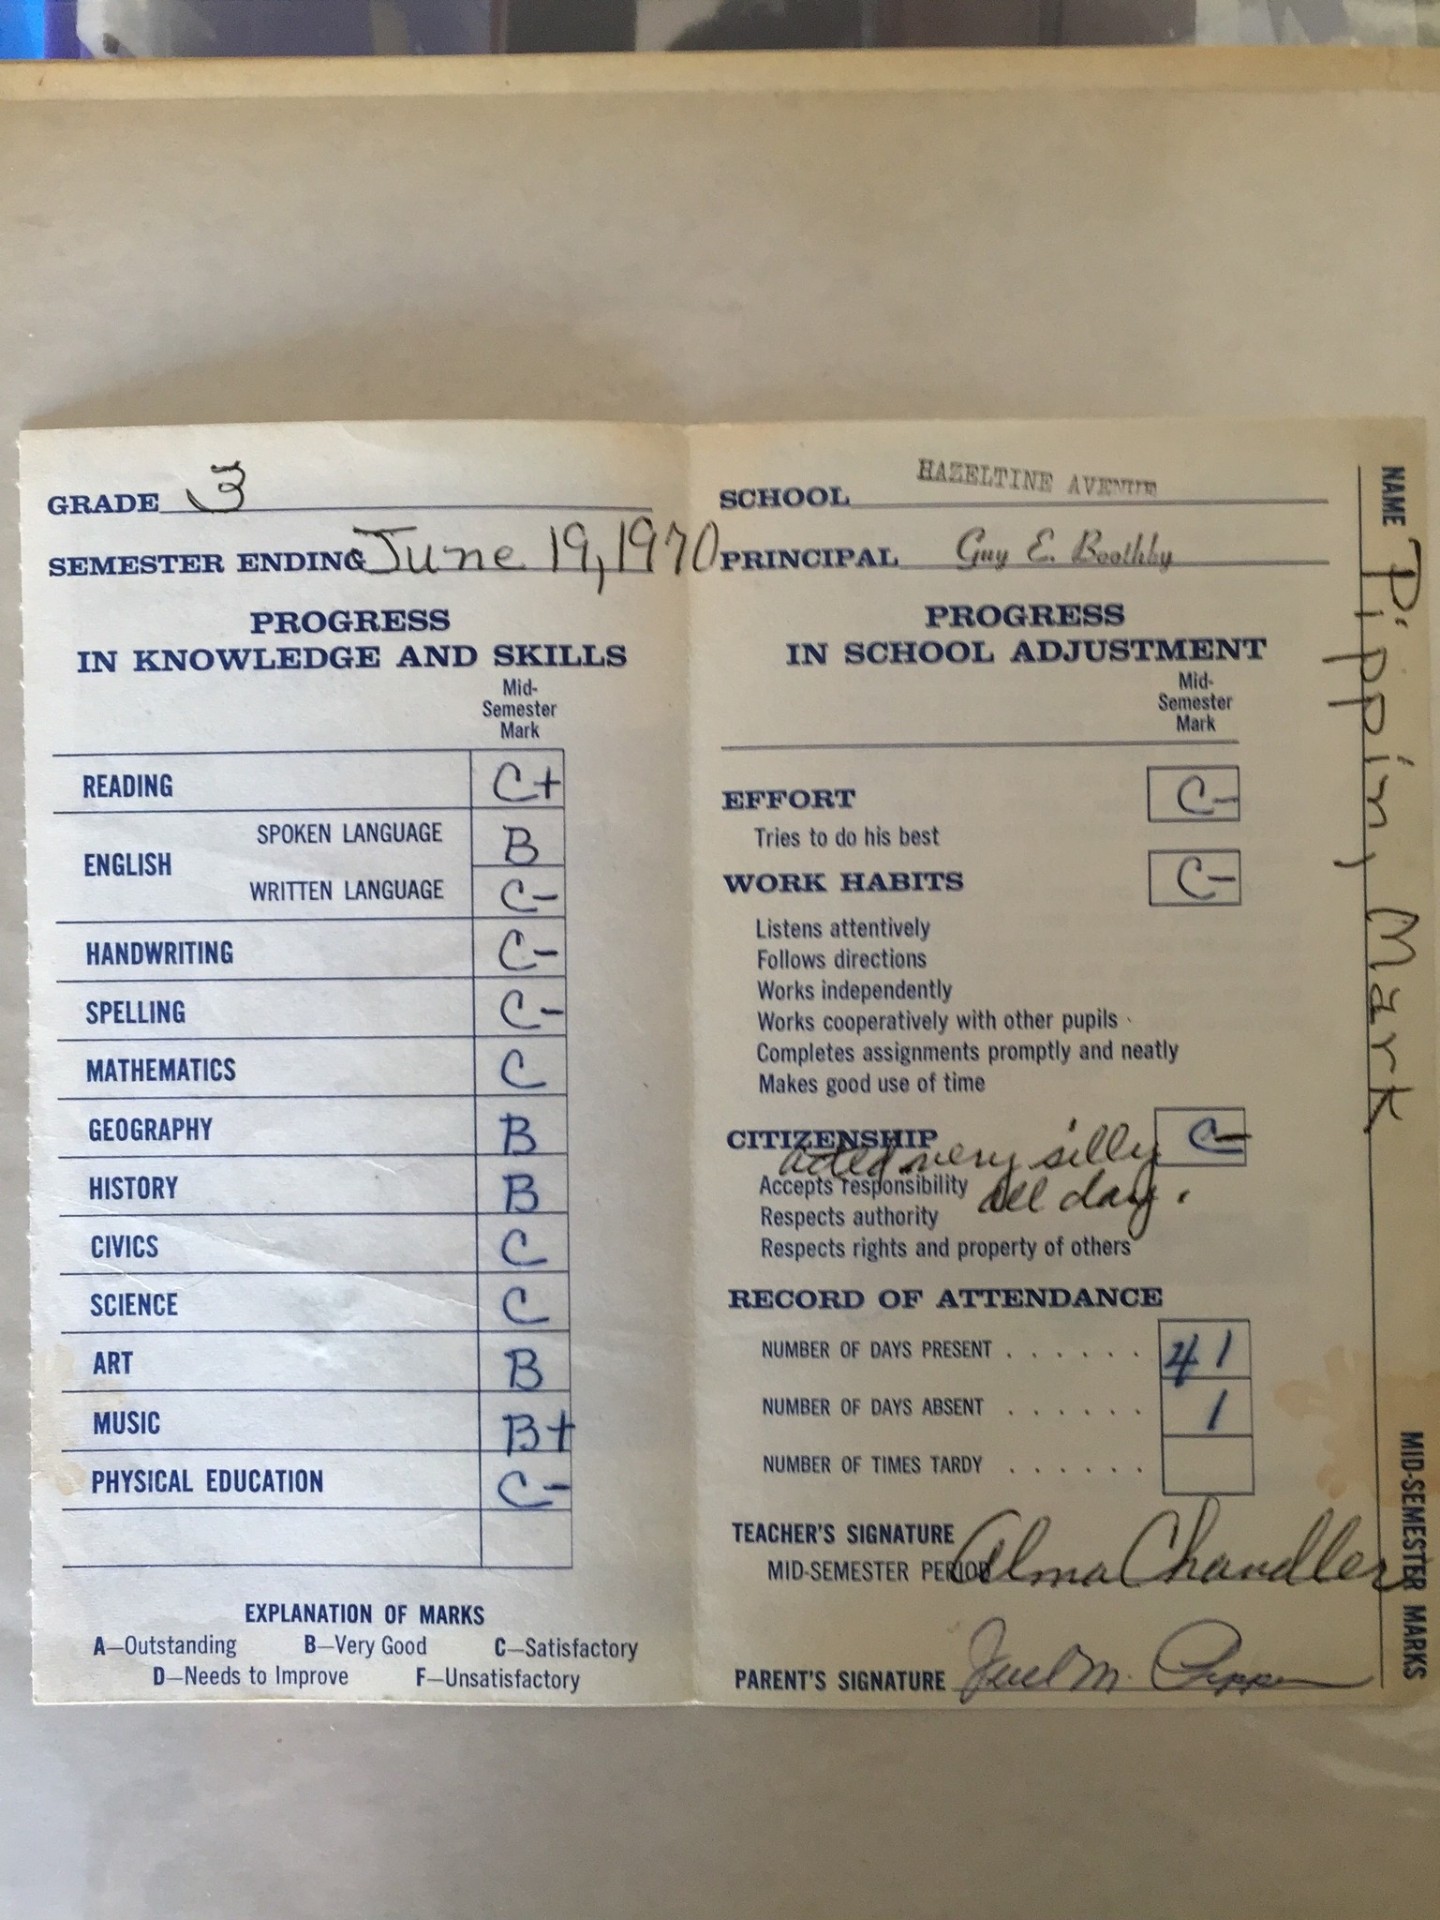 GRADE 3
SEMESTER ENDING June 19, 1970
PROGRESS
IN KNOWLEDGE AND SKILLS
Mid-
Semester
Mark
READING C+
ENGLISH SPOKEN LANGUAGE B
WRITTEN LANGUAGE C-
HANDWRITING C-
SPELLING C-
MATHEMATICS C
GEOGRAPHY B
HISTORY B
CIVICS C
SCIENCE C
ART B
MUSIC B+
PHYSICAL EDUCATION C-
EXPLANATION OF MARKS
A—Outstanding B—Very Good C—Satisfactory
D—Needs to Improve F—Unsatisfactory
SCHOOL HAZELTINE AVENUE
PRINCIPAL Guy E. Boothby
PROGRESS
IN SCHOOL ADJUSTMENT
Mid-
Semester
Mark
EFFORT C-
Tries to do his best
WORK HABITS C-
Listens attentively
Follows directions
Works independently
Works cooperatively with other pupils
Completes assignments promptly and neatly
Makes good use of time
CITIZENSHIP C-
acted very silly
Accepts responsibility all day.
Respects authority
Respects rights and property of others
RECORD OF ATTENDANCE
NUMBER OF DAYS PRESENT . . . . . . 41
NUMBER OF DAYS ABSENT . . . . . . 1
NUMBER OF TIMES TARDY . . . . . .
TEACHER'S SIGNATURE
MID-SEMESTER PERIOD Alma Chandler
PARENT'S SIGNATURE M.
NAME Pippin, Mark
MID-SEMESTER MARKS